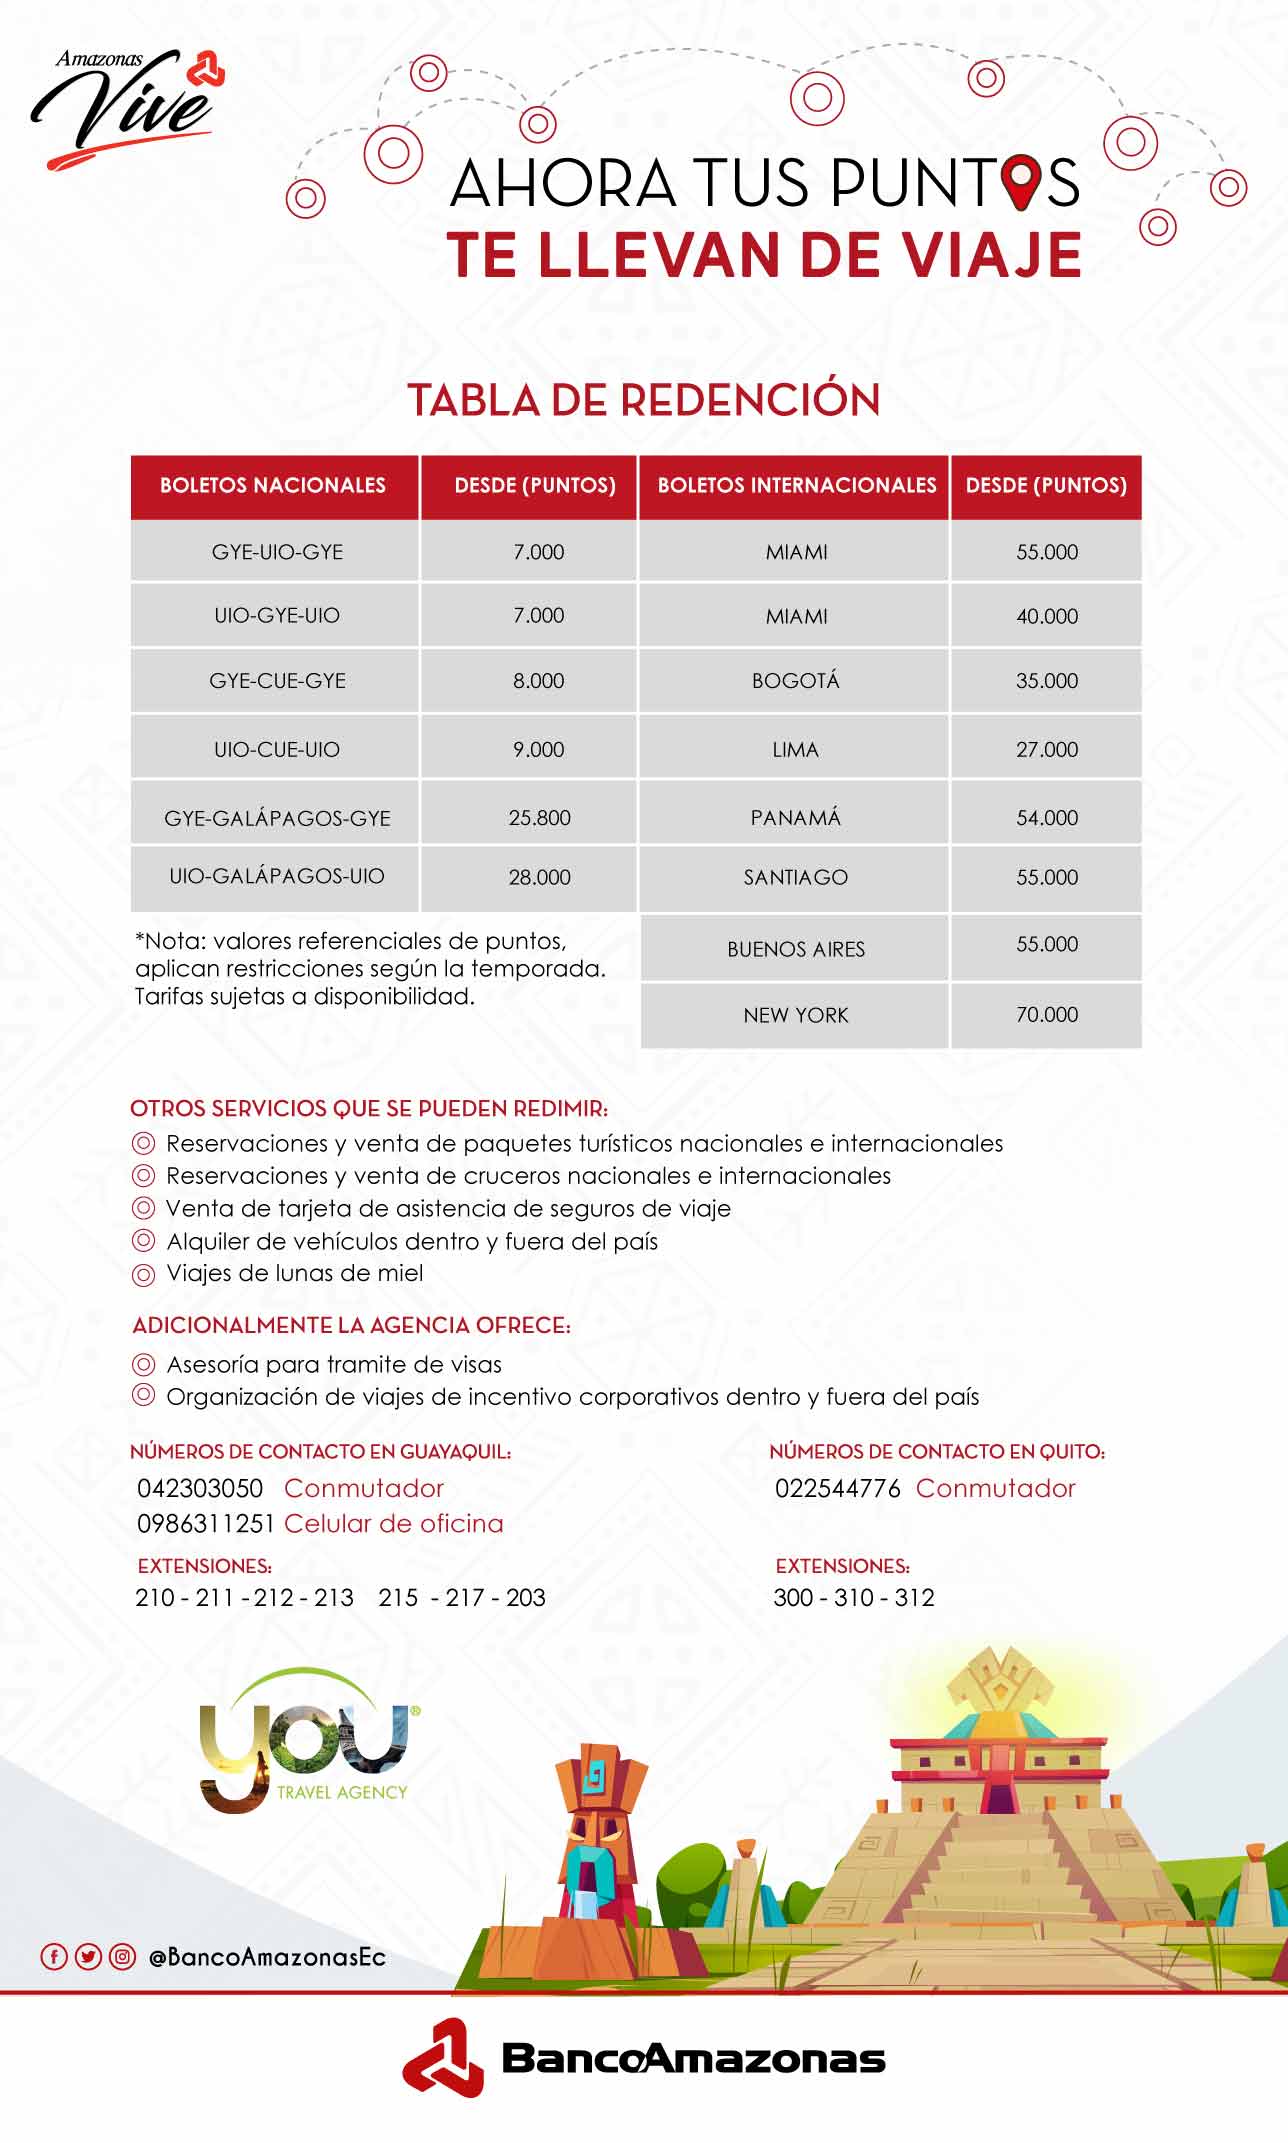 Amazonas
Vive
AHORA TUS PUNTOS
TE LLEVAN DE VIAJE
TABLA DE REDENCIÓN
BOLETOS NACIONALES DESDE (PUNTOS) BOLETOS INTERNACIONALES DESDE (PUNTOS)
GYE-UIO-GYE 7.000 MIAMI 55.000
UIO-GYE-UIO 7.000 MIAMI 40.000
GYE-CUE-GYE 8.000 BOGOTÁ 35.000
UIO-CUE-UIO 9.000 LIMA 27.000
GYE-GALÁPAGOS-GYE 25.800 PANAMÁ 54.000
UIO-GALÁPAGOS-UIO 28.000 SANTIAGO 55.000
BUENOS AIRES 55.000
NEW YORK 70.000
*Nota: valores referenciales de puntos,
aplican restricciones según la temporada.
Tarifas sujetas a disponibilidad.
OTROS SERVICIOS QUE SE PUEDEN REDIMIR:
Reservaciones y venta de paquetes turísticos nacionales e internacionales
Reservaciones y venta de cruceros nacionales e internacionales
Venta de tarjeta de asistencia de seguros de viaje
Alquiler de vehículos dentro y fuera del país
Viajes de lunas de miel
ADICIONALMENTE LA AGENCIA OFRECE:
Asesoría para tramite de visas
Organización de viajes de incentivo corporativos dentro y fuera del país
NÚMEROS DE CONTACTO EN GUAYAQUIL:
042303050 Conmutador
0986311251 Celular de oficina
EXTENSIONES:
210 - 211 - 212 - 213 215 - 217 - 203
NÚMEROS DE CONTACTO EN QUITO:
022544776 Conmutador
EXTENSIONES:
300 - 310 - 312
you®
TRAVEL AGENCY
@BancoAmazonasEc
BancoAmazonas